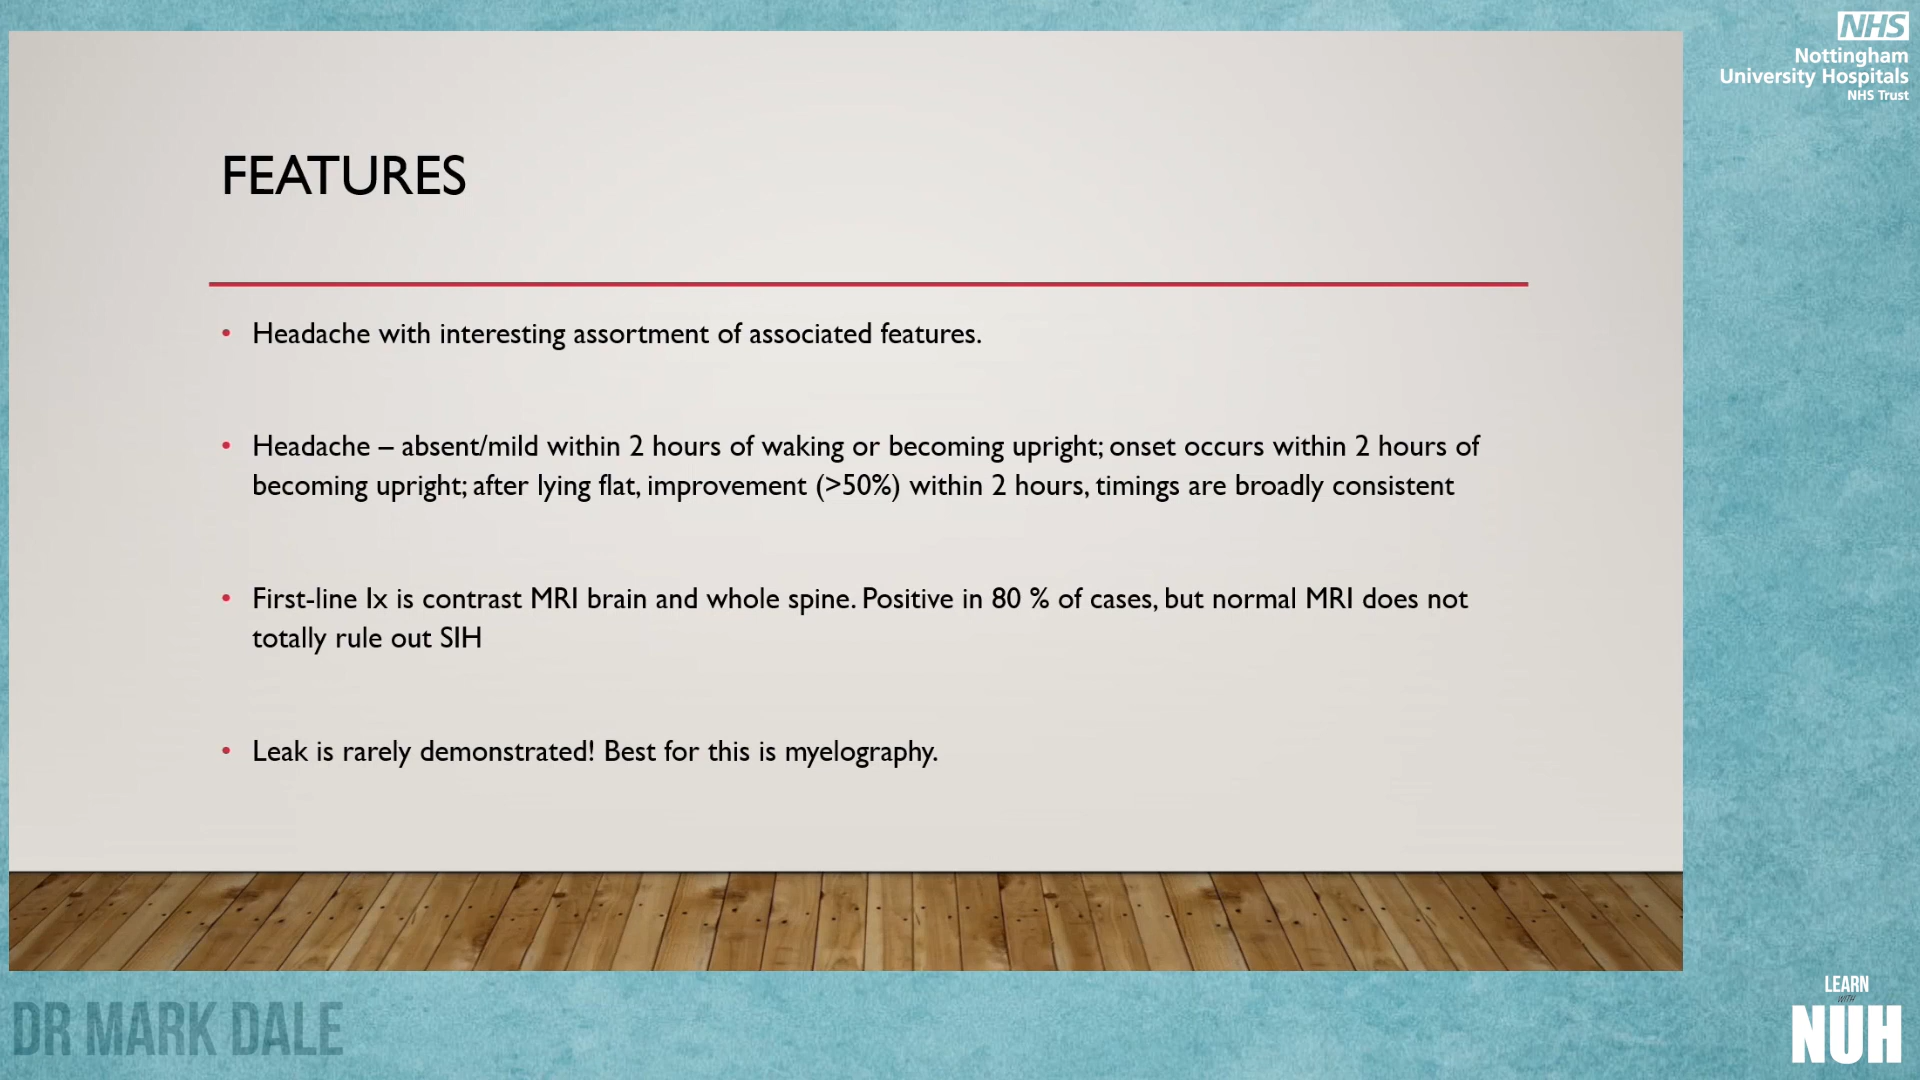 NHS
Nottingham
University Hospitals
NHS Trust
FEATURES
• Headache with interesting assortment of associated features.
• Headache – absent/mild within 2 hours of waking or becoming upright; onset occurs within 2 hours of
becoming upright; after lying flat, improvement (>50%) within 2 hours, timings are broadly consistent
• First-line Ix is contrast MRI brain and whole spine. Positive in 80 % of cases, but normal MRI does not
totally rule out SIH
• Leak is rarely demonstrated! Best for this is myelography.
DR MARK DALE
LEARN
WITH
NUH